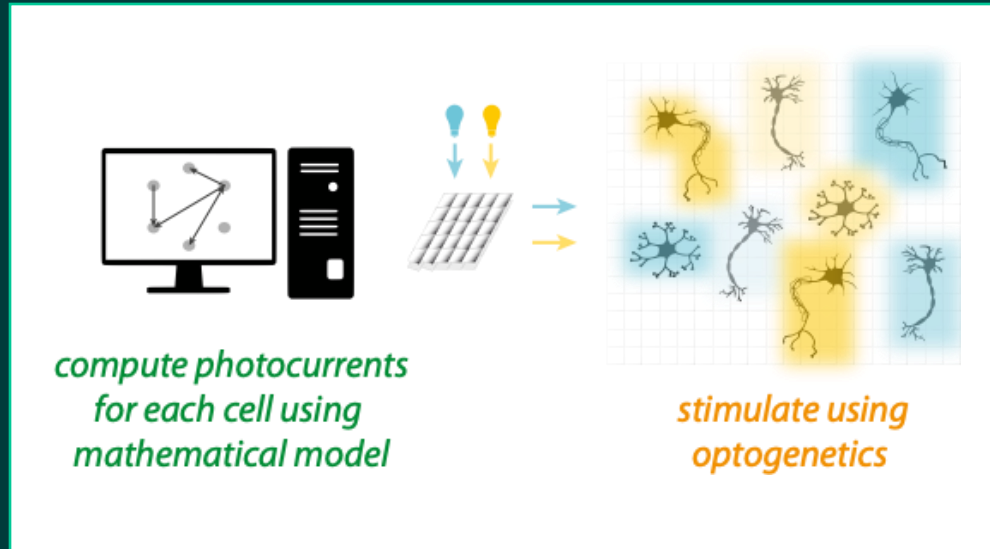 compute photocurrents
for each cell using
mathematical model
stimulate using
optogenetics